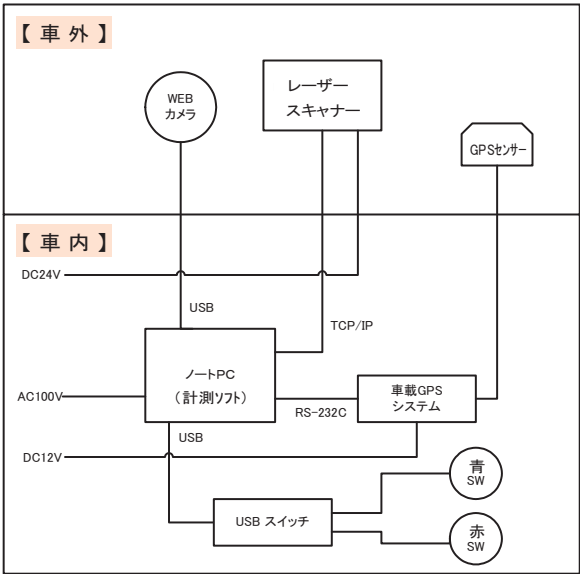 【 車 外 】
WEB
カメラ
レーザー
スキャナー
GPSセンサー
【 車 内 】
DC24V
USB
TCP/IP
ノートPC
(計測ソフト)
AC100V
RS-232C
車載GPS
システム
USB
DC12V
USB スイッチ
青
SW
赤
SW